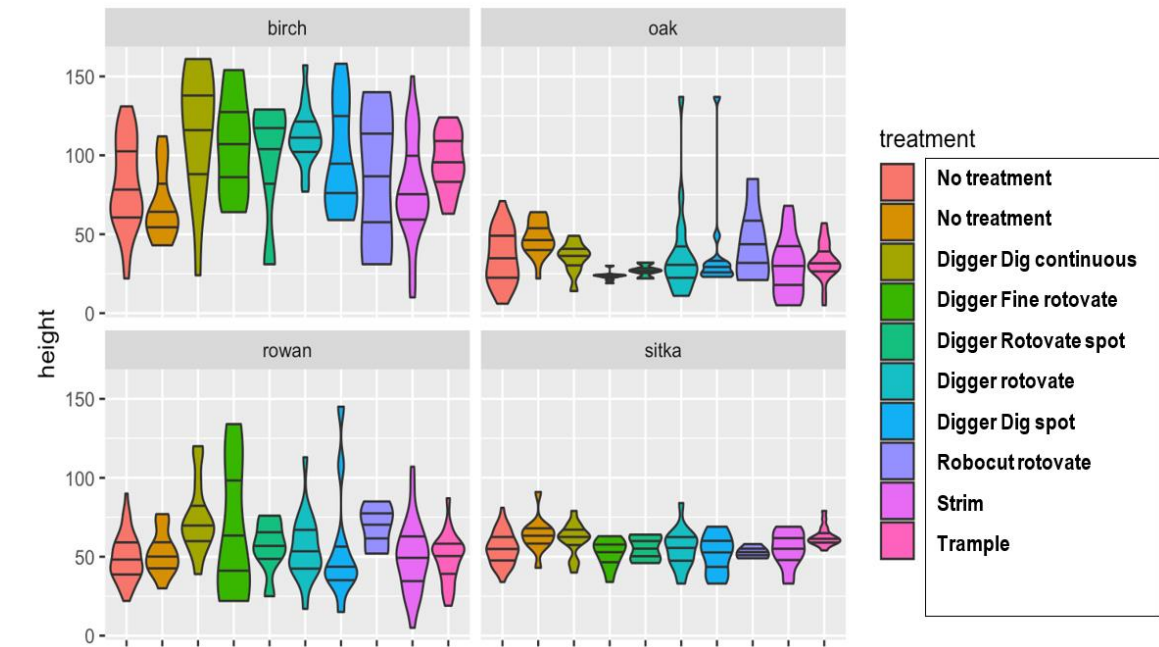 birch
oak
150
100
50
0
height
rowan
sitka
150
100
50
0
treatment
No treatment
No treatment
Digger Dig continuous
Digger Fine rotovate
Digger Rotovate spot
Digger rotovate
Digger Dig spot
Robocut rotovate
Strim
Trample